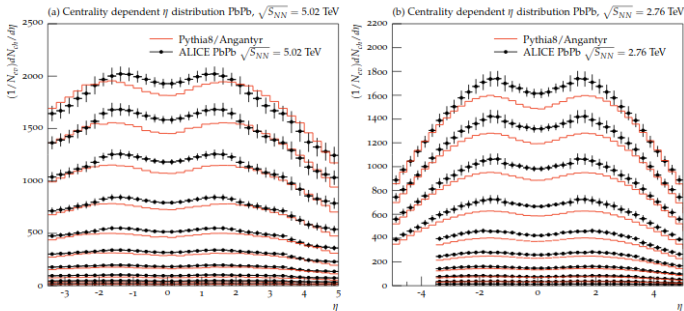 (a) Centrality dependent η distribution PbPb, √S_NN = 5.02 TeV
(1/N_ev)dN_ch/dη
Pythia8/Angantyr
ALICE PbPb √S_NN = 5.02 TeV
2500
2000
1500
1000
500
0
-3 -2 -1 0 1 2 3 4 5
η
(b) Centrality dependent η distribution PbPb, √S_NN = 2.76 TeV
(1/N_ev)dN_ch/dη
Pythia8/Angantyr
ALICE PbPb √S_NN = 2.76 TeV
2200
2000
1800
1600
1400
1200
1000
800
600
400
200
0
-4 -2 0 2 4
η